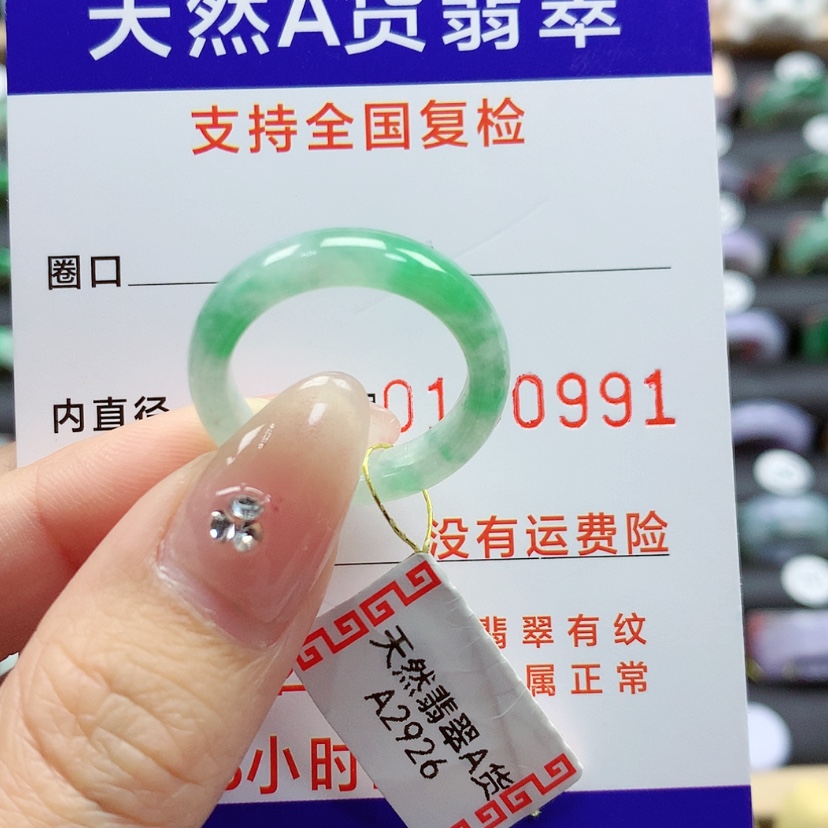 天然A货翡翠
支持全国复检
圈口
内直径
01 0991
没有运费险
翡翠有纹
属正常
小时
天然翡翠A货
A2926